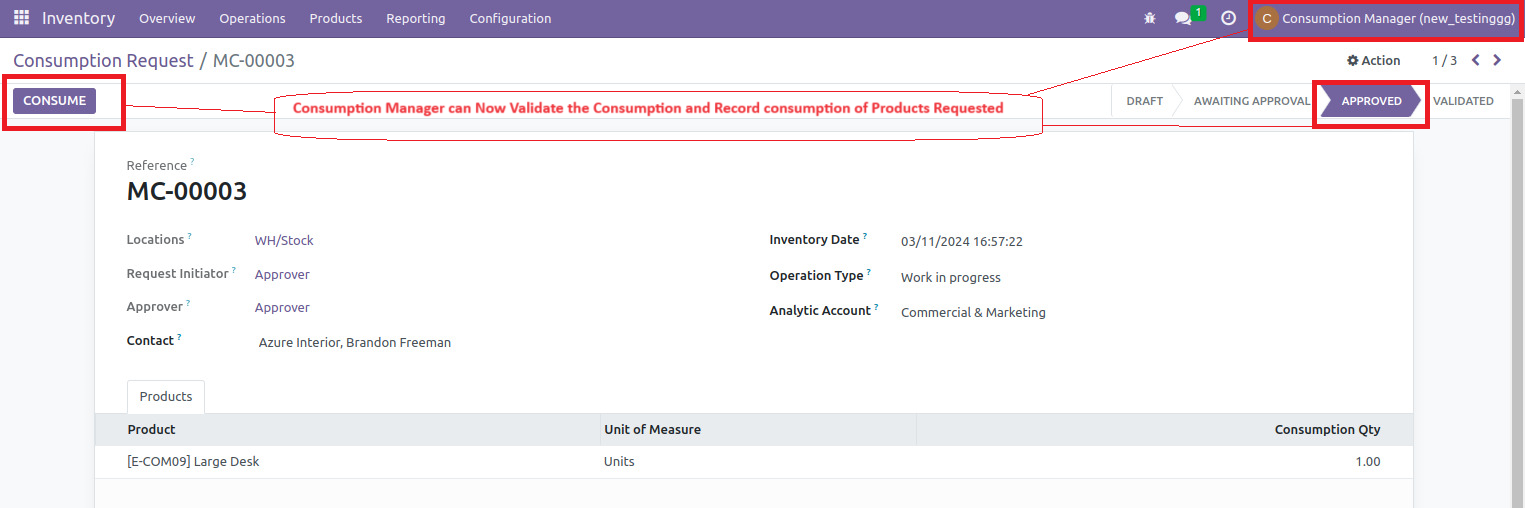 Inventory Overview Operations Products Reporting Configuration 1 C Consumption Manager (new_testinggg)
Consumption Request / MC-00003 Action 1 / 3
CONSUME Consumption Manager can Now Validate the Consumption and Record consumption of Products Requested DRAFT AWAITING APPROVAL APPROVED VALIDATED
Reference ?
MC-00003
Locations ? WH/Stock Inventory Date ? 03/11/2024 16:57:22
Request Initiator ? Approver Operation Type ? Work in progress
Approver ? Approver Analytic Account ? Commercial & Marketing
Contact ? Azure Interior, Brandon Freeman
Products
Product Unit of Measure Consumption Qty
[E-COM09] Large Desk Units 1.00